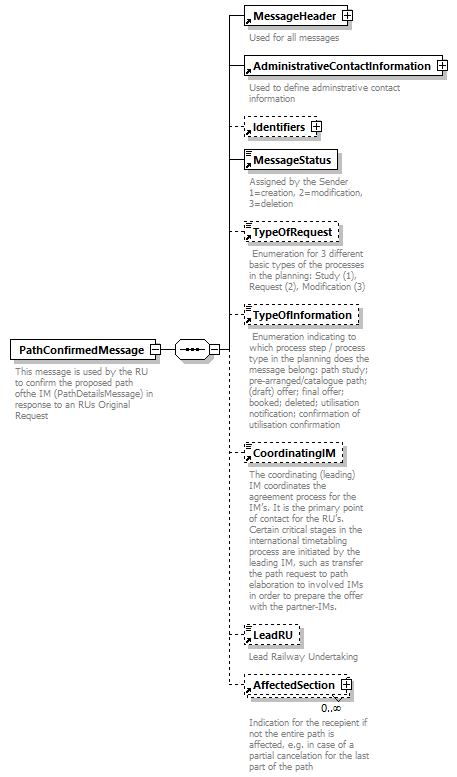 MessageHeader
Used for all messages
AdministrativeContactInformation
Used to define adminstrative contact
information
Identifiers
MessageStatus
Assigned by the Sender
1=creation, 2=modification,
3=deletion
TypeOfRequest
Enumeration for 3 different
basic types of the processes
in the planning: Study (1),
Request (2), Modification (3)
TypeOfInformation
Enumeration indicating to
which process step / process
type in the planning does the
message belong: path study;
pre-arranged/catalogue path;
(draft) offer; final offer;
booked; deleted; utilisation
notification; confirmation of
utilisation confirmation
PathConfirmedMessage
This message is used by the RU
to confirm the proposed path
ofthe IM (PathDetailsMessage) in
response to an RUs Original
Request
CoordinatingIM
The coordinating (leading)
IM coordinates the
agreement process for the
IM's. It is the primary point
of contact for the RU's.
Certain critical stages in the
international timetabling
process are initiated by the
leading IM, such as transfer
the path request to path
elaboration to involved IMs
in order to prepare the offer
with the partner-IMs.
LeadRU
Lead Railway Undertaking
AffectedSection
0..∞
Indication for the recepient if
not the entire path is
affected, e.g. in case of a
partial cancelation for the last
part of the path